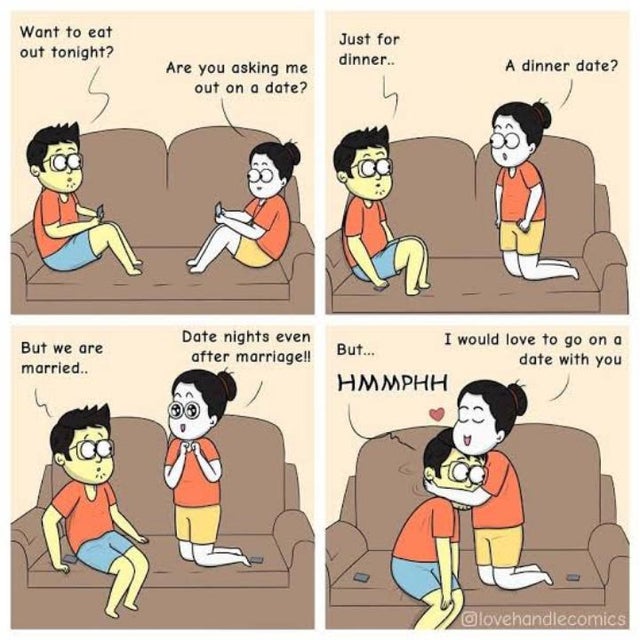 Want to eat
out tonight?
Are you asking me
out on a date?
Just for
dinner..
A dinner date?
But we are
married..
Date nights even
after marriage!!
But...
HMMPHH
I would love to go on a
date with you
@lovehandlecomics